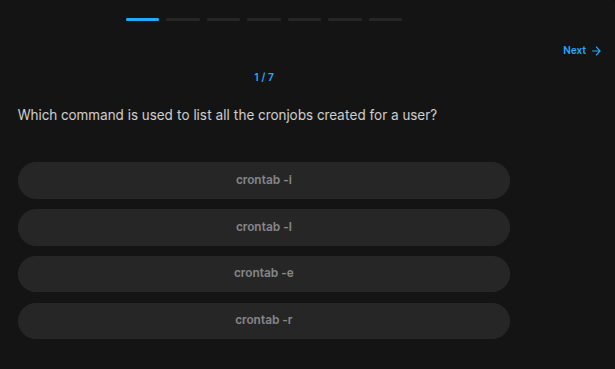 Next →
1 / 7
Which command is used to list all the cronjobs created for a user?
crontab -i
crontab -l
crontab -e
crontab -r